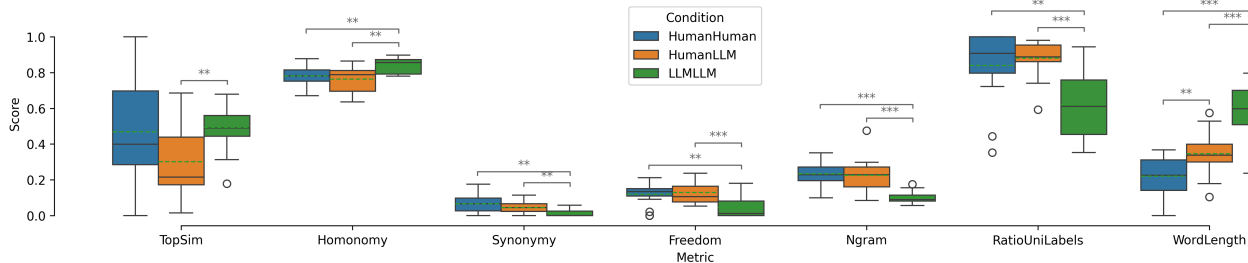 Condition
HumanHuman
HumanLLM
LLMLLM
** ** ** ** ** *** ** *** *** ** *** ** *** ***
Score
1.0
0.8
0.6
0.4
0.2
0.0
TopSim Homonomy Synonymy Freedom Ngram RatioUniLabels WordLength
Metric